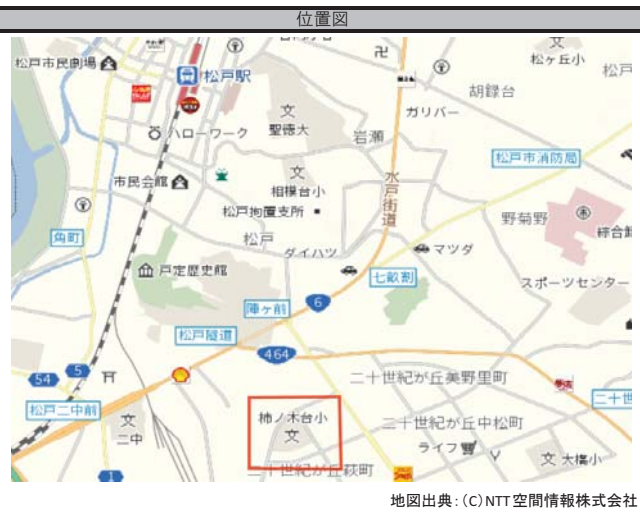 位置図
松戸市民劇場
松戸駅
卍
文
松ヶ丘小
松戸
胡録台
ガリバー
ハローワーク
文
聖徳大
岩瀬
松戸市消防局
市民会館
文
相模台小
松戸拘置支所
水戸街道
野菊野
角町
松戸
ダイハツ
マツダ
綜合
戸定歴史館
七畝割
スポーツセンター
陣ヶ前
6
松戸隧道
464
54
5
二十世紀が丘美野里町
二十世
松戸二中前
文
二中
柿ノ木台小
文
二十世紀が丘中松町
ライフ
文 大橋小
二十世紀が丘萩町
1
地図出典:(C)NTT空間情報株式会社